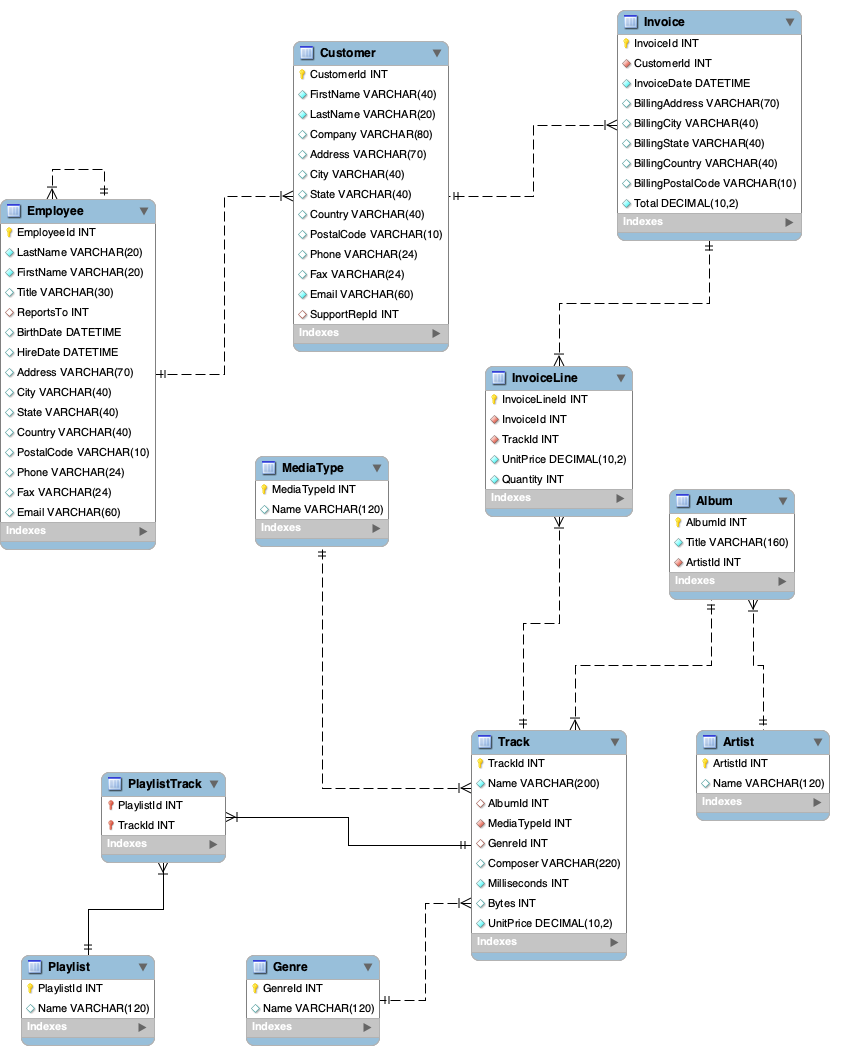 Invoice
InvoiceId INT
CustomerId INT
InvoiceDate DATETIME
BillingAddress VARCHAR(70)
BillingCity VARCHAR(40)
BillingState VARCHAR(40)
BillingCountry VARCHAR(40)
BillingPostalCode VARCHAR(10)
Total DECIMAL(10,2)
Indexes
Customer
CustomerId INT
FirstName VARCHAR(40)
LastName VARCHAR(20)
Company VARCHAR(80)
Address VARCHAR(70)
City VARCHAR(40)
State VARCHAR(40)
Country VARCHAR(40)
PostalCode VARCHAR(10)
Phone VARCHAR(24)
Fax VARCHAR(24)
Email VARCHAR(60)
SupportRepId INT
Indexes
Employee
EmployeeId INT
LastName VARCHAR(20)
FirstName VARCHAR(20)
Title VARCHAR(30)
ReportsTo INT
BirthDate DATETIME
HireDate DATETIME
Address VARCHAR(70)
City VARCHAR(40)
State VARCHAR(40)
Country VARCHAR(40)
PostalCode VARCHAR(10)
Phone VARCHAR(24)
Fax VARCHAR(24)
Email VARCHAR(60)
Indexes
InvoiceLine
InvoiceLineId INT
InvoiceId INT
TrackId INT
UnitPrice DECIMAL(10,2)
Quantity INT
Indexes
MediaType
MediaTypeId INT
Name VARCHAR(120)
Indexes
Album
AlbumId INT
Title VARCHAR(160)
ArtistId INT
Indexes
Track
TrackId INT
Name VARCHAR(200)
AlbumId INT
MediaTypeId INT
GenreId INT
Composer VARCHAR(220)
Milliseconds INT
Bytes INT
UnitPrice DECIMAL(10,2)
Indexes
Artist
ArtistId INT
Name VARCHAR(120)
Indexes
PlaylistTrack
PlaylistId INT
TrackId INT
Indexes
Playlist
PlaylistId INT
Name VARCHAR(120)
Indexes
Genre
GenreId INT
Name VARCHAR(120)
Indexes